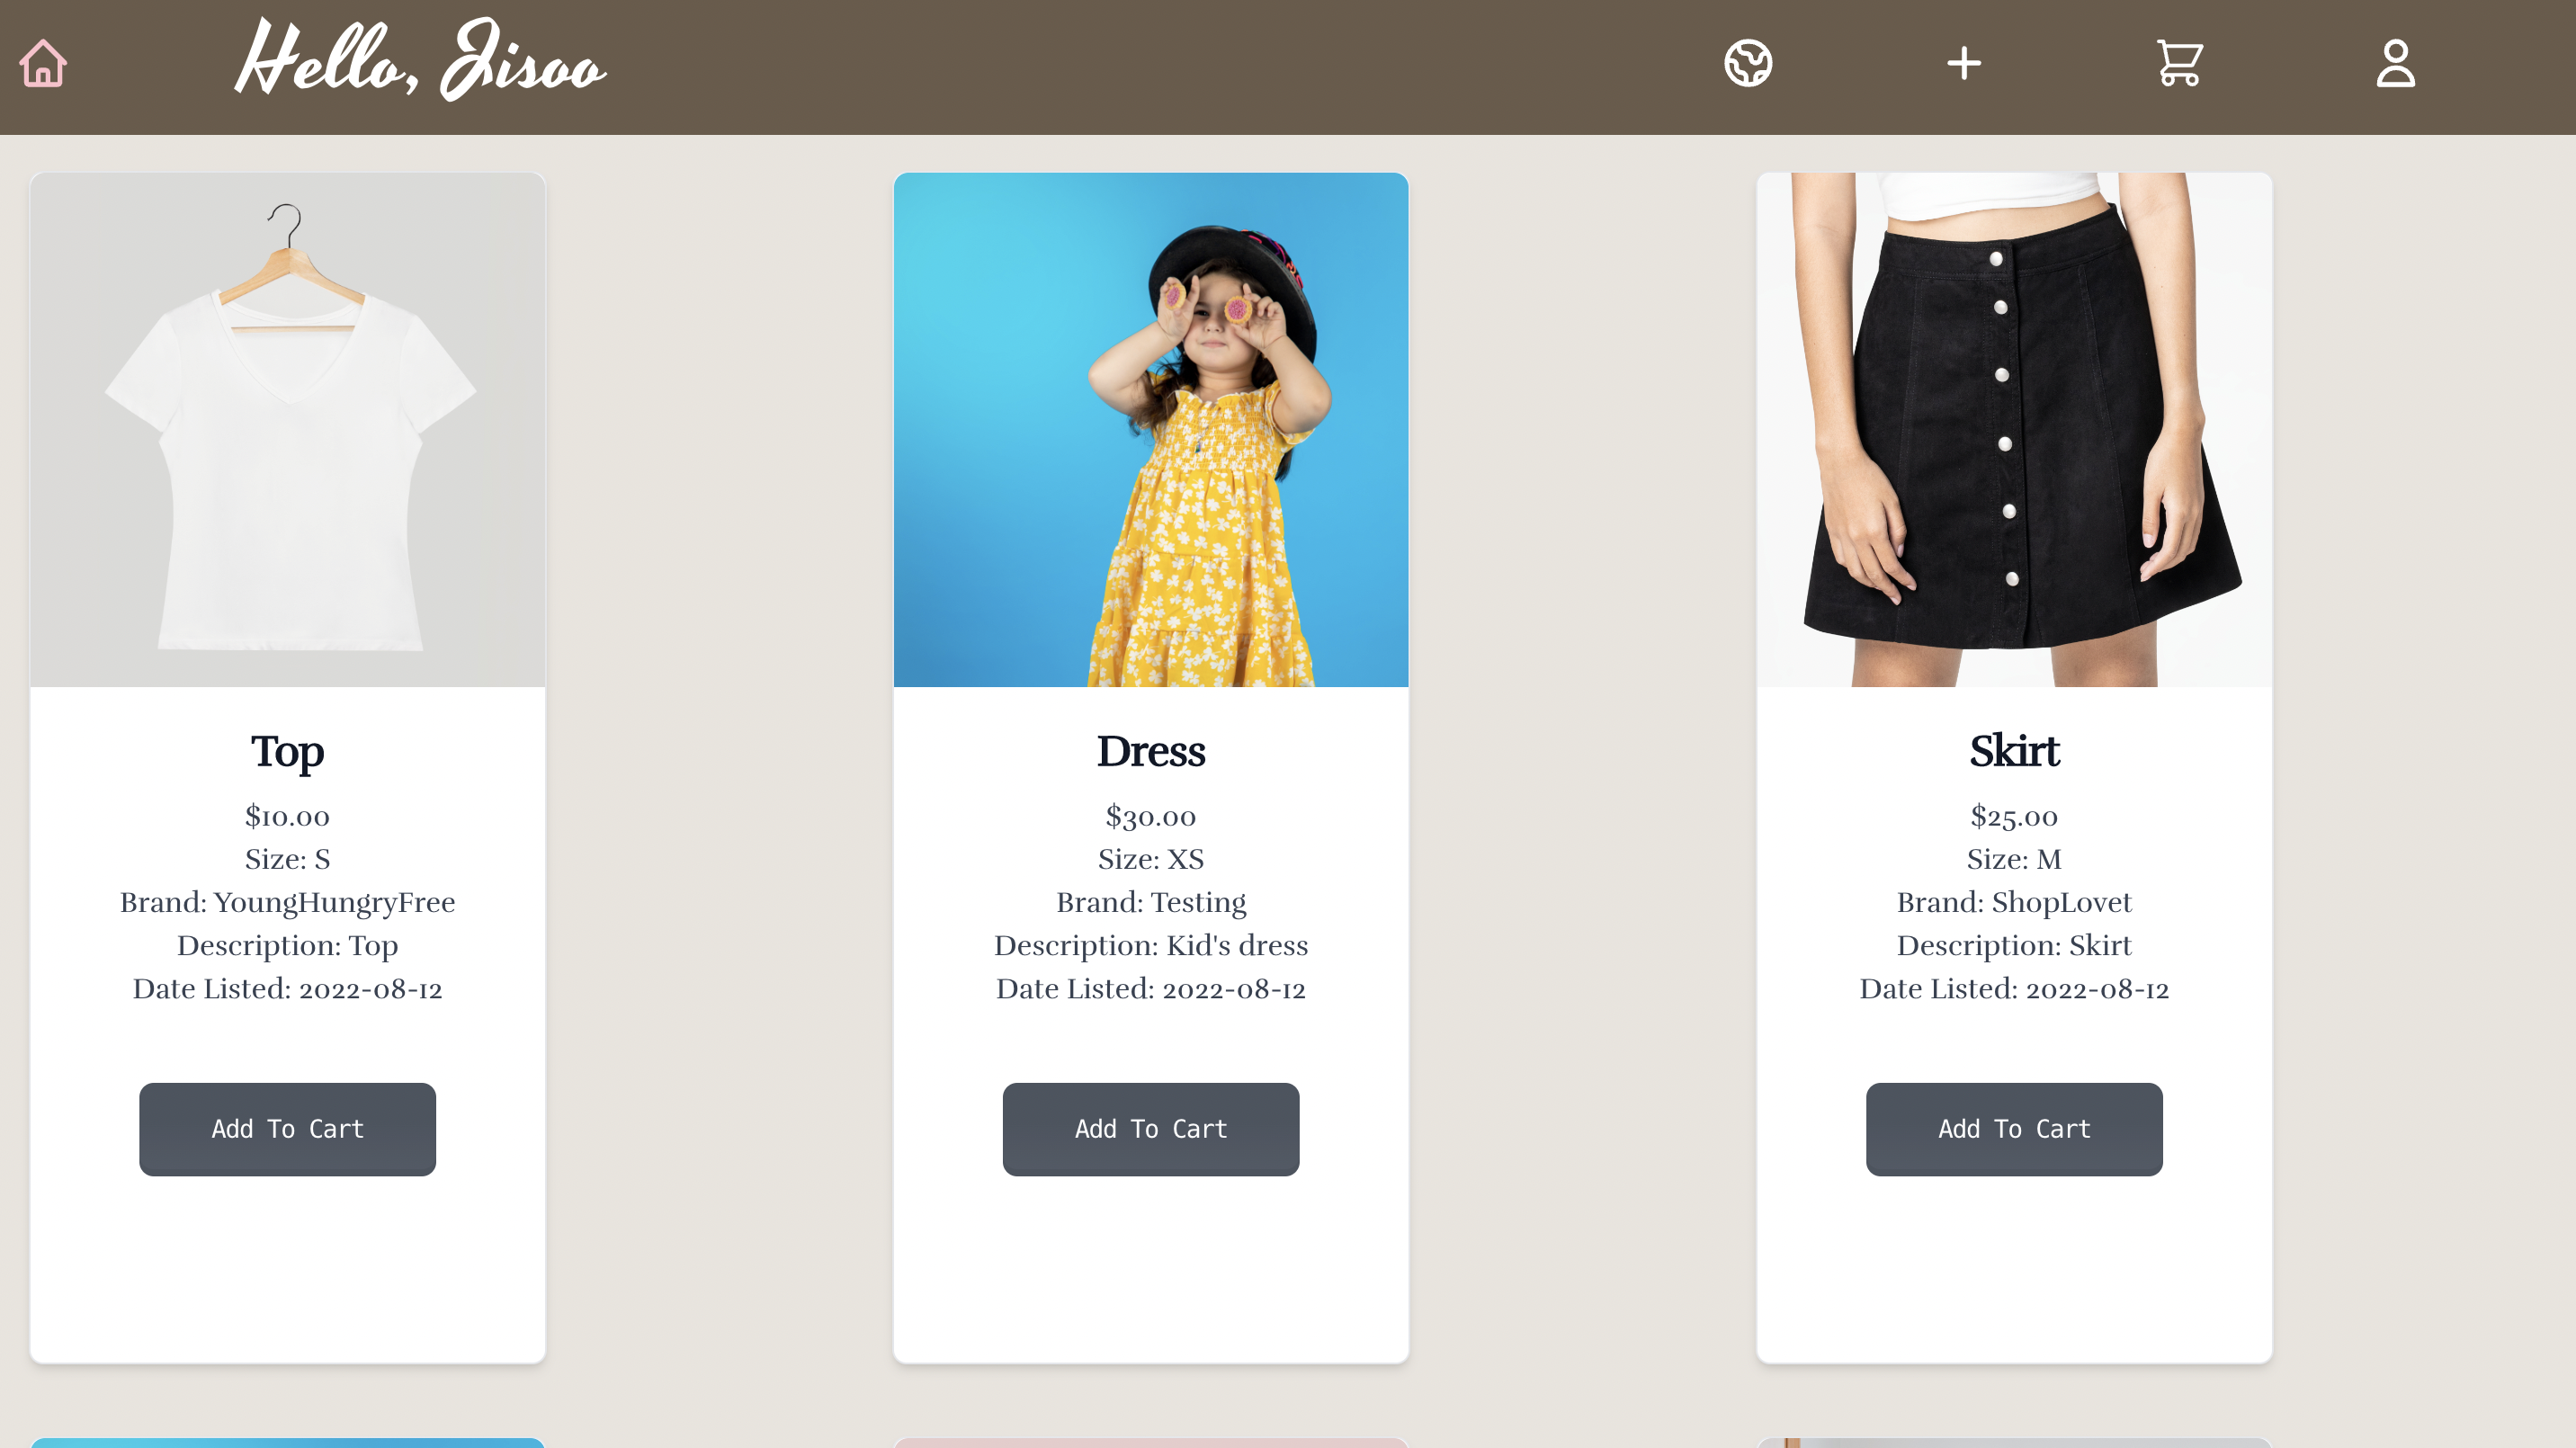 Hello, Jisoo
Top
$10.00
Size: S
Brand: YoungHungryFree
Description: Top
Date Listed: 2022-08-12
Add To Cart
Dress
$30.00
Size: XS
Brand: Testing
Description: Kid's dress
Date Listed: 2022-08-12
Add To Cart
Skirt
$25.00
Size: M
Brand: ShopLovet
Description: Skirt
Date Listed: 2022-08-12
Add To Cart